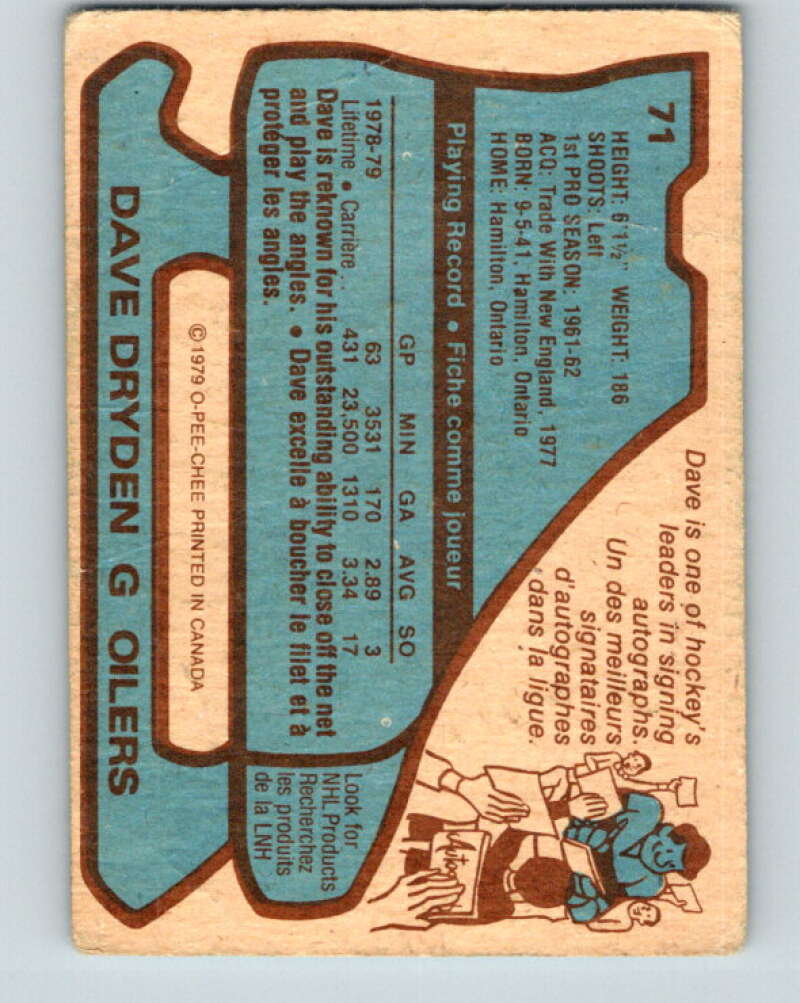 71
HEIGHT: 6'1½" WEIGHT: 186
SHOOTS: Left
1st PRO SEASON: 1961-62
ACQ: Trade With New England, 1977
BORN: 9-5-41, Hamilton, Ontario
HOME: Hamilton, Ontario
Dave is one of hockey's
leaders in signing
autographs.
Un des meilleurs
signataires
d'autographes
dans la ligue.
Playing Record • Fiche comme joueur
GP MIN GA AVG SO
1978-79 63 3531 170 2.89 3
Lifetime • Carrière . . 431 23,500 1310 3.34 17
Dave is reknown for his outstanding ability to close off the net
and play the angles. • Dave excelle à boucher le filet et à
protéger les angles.
Autos
Look for
NHL Products
Recherchez
les produits
de la LNH
©1979 O-PEE-CHEE PRINTED IN CANADA
DAVE DRYDEN G OILERS